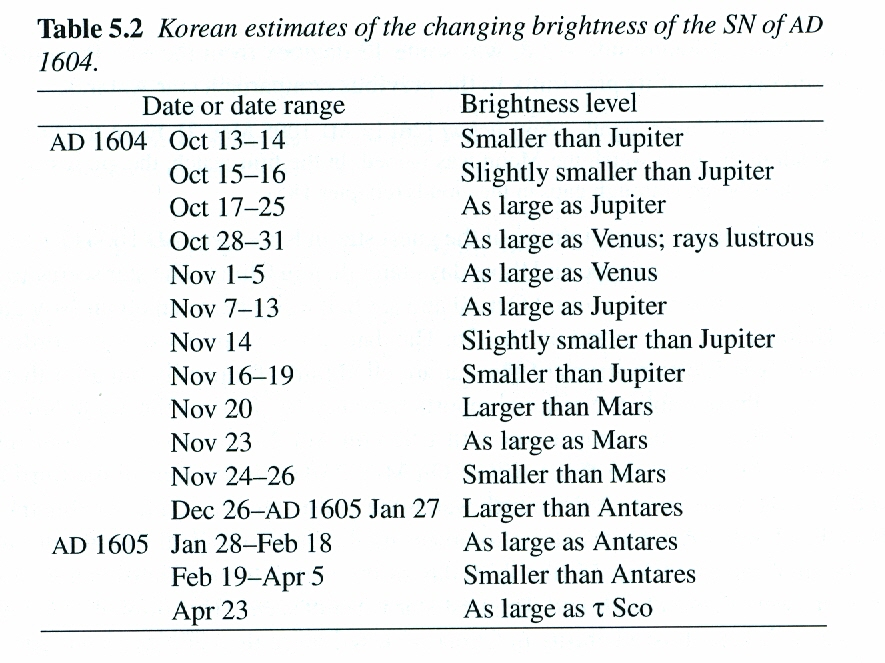 Table 5.2 Korean estimates of the changing brightness of the SN of AD
1604.
Date or date range Brightness level
AD 1604 Oct 13–14 Smaller than Jupiter
Oct 15–16 Slightly smaller than Jupiter
Oct 17–25 As large as Jupiter
Oct 28–31 As large as Venus; rays lustrous
Nov 1–5 As large as Venus
Nov 7–13 As large as Jupiter
Nov 14 Slightly smaller than Jupiter
Nov 16–19 Smaller than Jupiter
Nov 20 Larger than Mars
Nov 23 As large as Mars
Nov 24–26 Smaller than Mars
Dec 26–AD 1605 Jan 27 Larger than Antares
AD 1605 Jan 28–Feb 18 As large as Antares
Feb 19–Apr 5 Smaller than Antares
Apr 23 As large as τ Sco